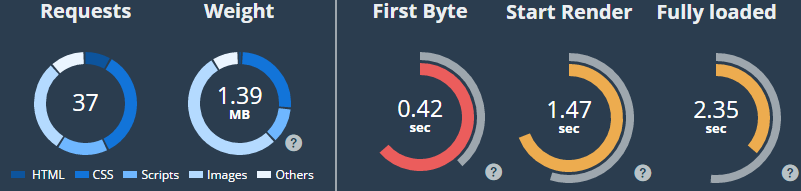 Requests
37
HTML CSS Scripts Images Others
Weight
1.39
MB
?
First Byte
0.42
sec
?
Start Render
1.47
sec
?
Fully loaded
2.35
sec
?